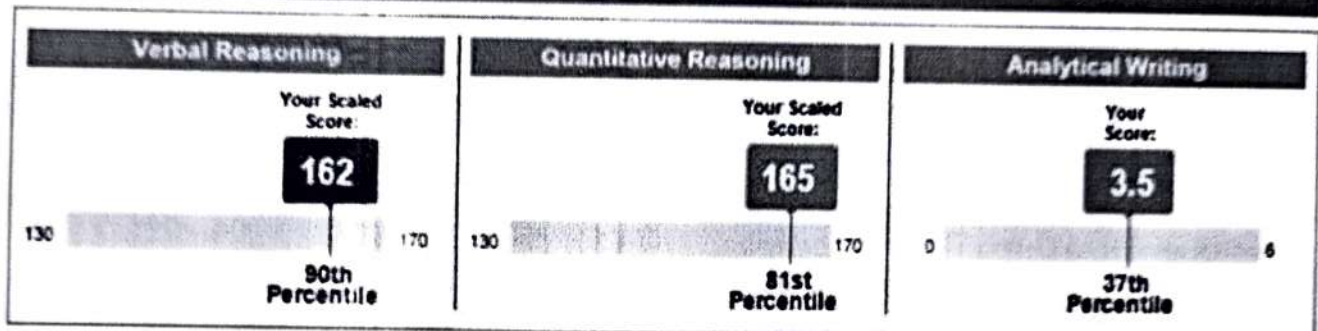 Verbal Reasoning
Your Scaled
Score:
162
130
170
90th
Percentile
Quantitative Reasoning
Your Scaled
Score:
165
130
170
81st
Percentile
Analytical Writing
Your
Score:
3.5
0
6
37th
Percentile